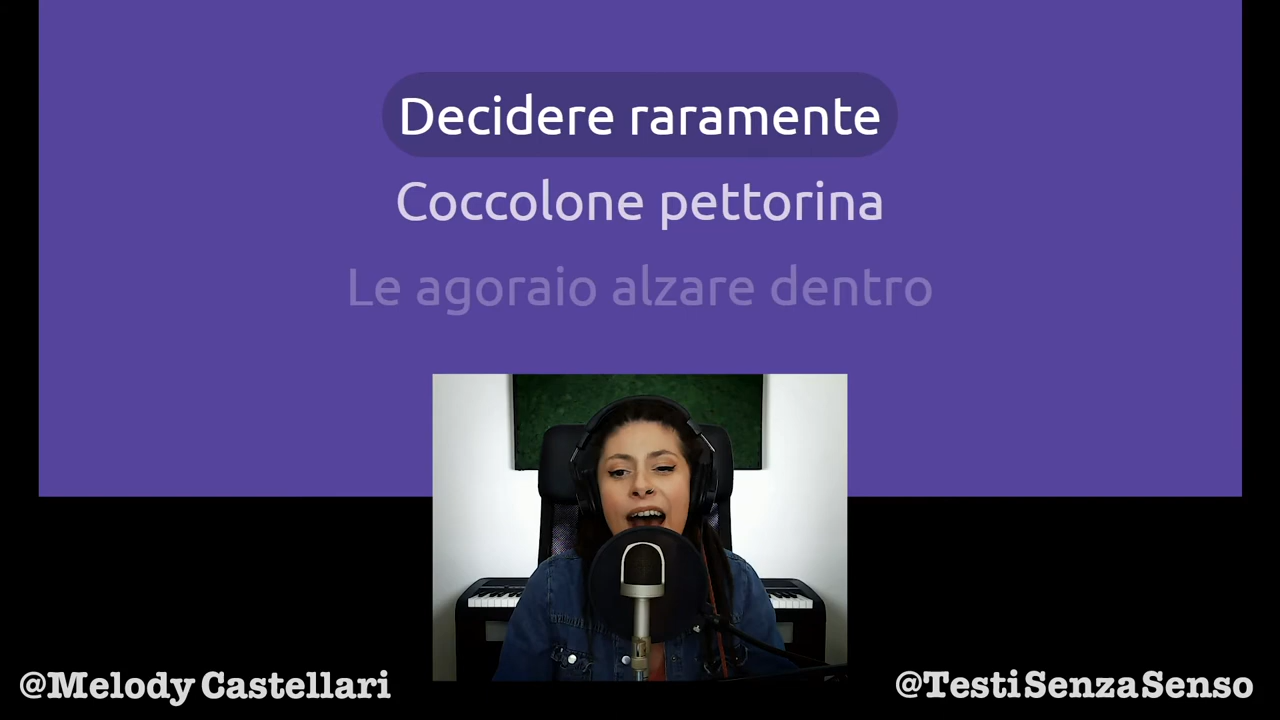 Decidere raramente
Coccolone pettorina
Le agoraio alzare dentro
@Melody Castellari
@TestiSenzaSenso